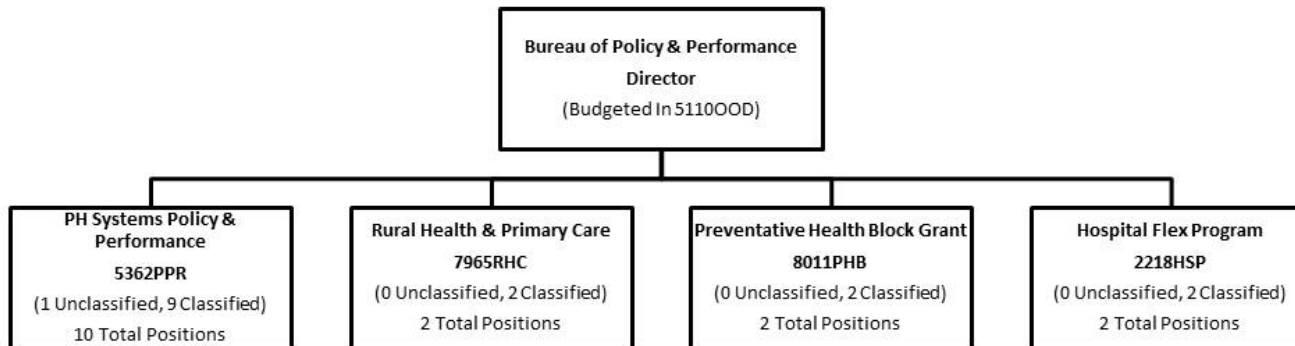 Bureau of Policy & Performance
Director
(Budgeted In 5110OOD)
PH Systems Policy &
Performance
5362PPR
(1 Unclassified, 9 Classified)
10 Total Positions
Rural Health & Primary Care
7965RHC
(0 Unclassified, 2 Classified)
2 Total Positions
Preventative Health Block Grant
8011PHB
(0 Unclassified, 2 Classified)
2 Total Positions
Hospital Flex Program
2218HSP
(0 Unclassified, 2 Classified)
2 Total Positions